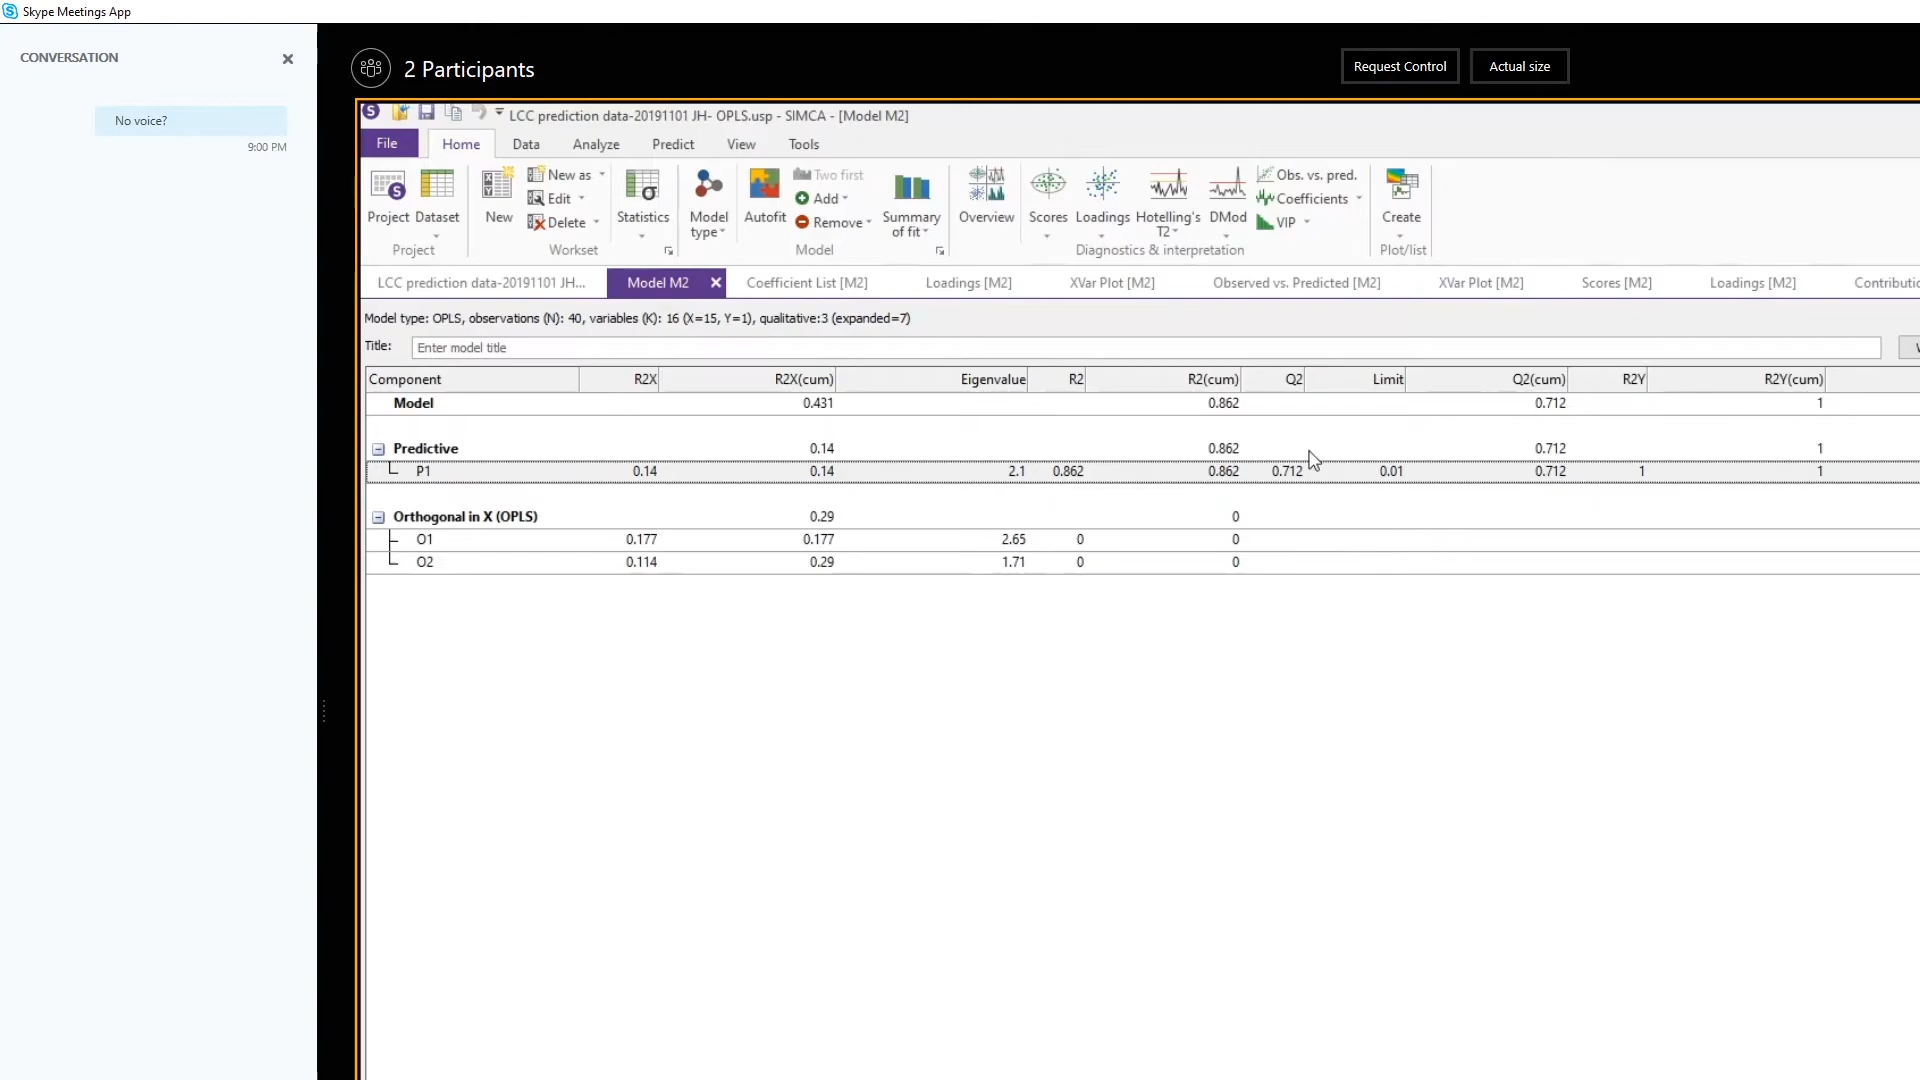 Skype Meetings App
CONVERSATION
No voice?
9:00 PM
2 Participants
Request Control
Actual size
LCC prediction data-20191101 JH- OPLS.usp - SIMCA - [Model M2]
File Home Data Analyze Predict View Tools
Project Dataset
Project
New
New as
Edit
Delete
Statistics
Workset
Model type
Autofit
Two first
Add
Remove
Summary of fit
Model
Overview
Scores
Loadings
Hotelling's T2
DMod
Obs. vs. pred.
Coefficients
VIP
Diagnostics & interpretation
Create
Plot/list
LCC prediction data-20191101 JH... Model M2 Coefficient List [M2] Loadings [M2] XVar Plot [M2] Observed vs. Predicted [M2] XVar Plot [M2] Scores [M2] Loadings [M2] Contributio
Model type: OPLS, observations (N): 40, variables (K): 16 (X=15, Y=1), qualitative:3 (expanded=7)
Title: Enter model title
Component R2X R2X(cum) Eigenvalue R2 R2(cum) Q2 Limit Q2(cum) R2Y R2Y(cum)
Model 0.431 0.862 0.712 1
Predictive 0.14 0.862 0.712 1
P1 0.14 0.14 2.1 0.862 0.862 0.712 0.01 0.712 1 1
Orthogonal in X (OPLS) 0.29 0
O1 0.177 0.177 2.65 0 0
O2 0.114 0.29 1.71 0 0